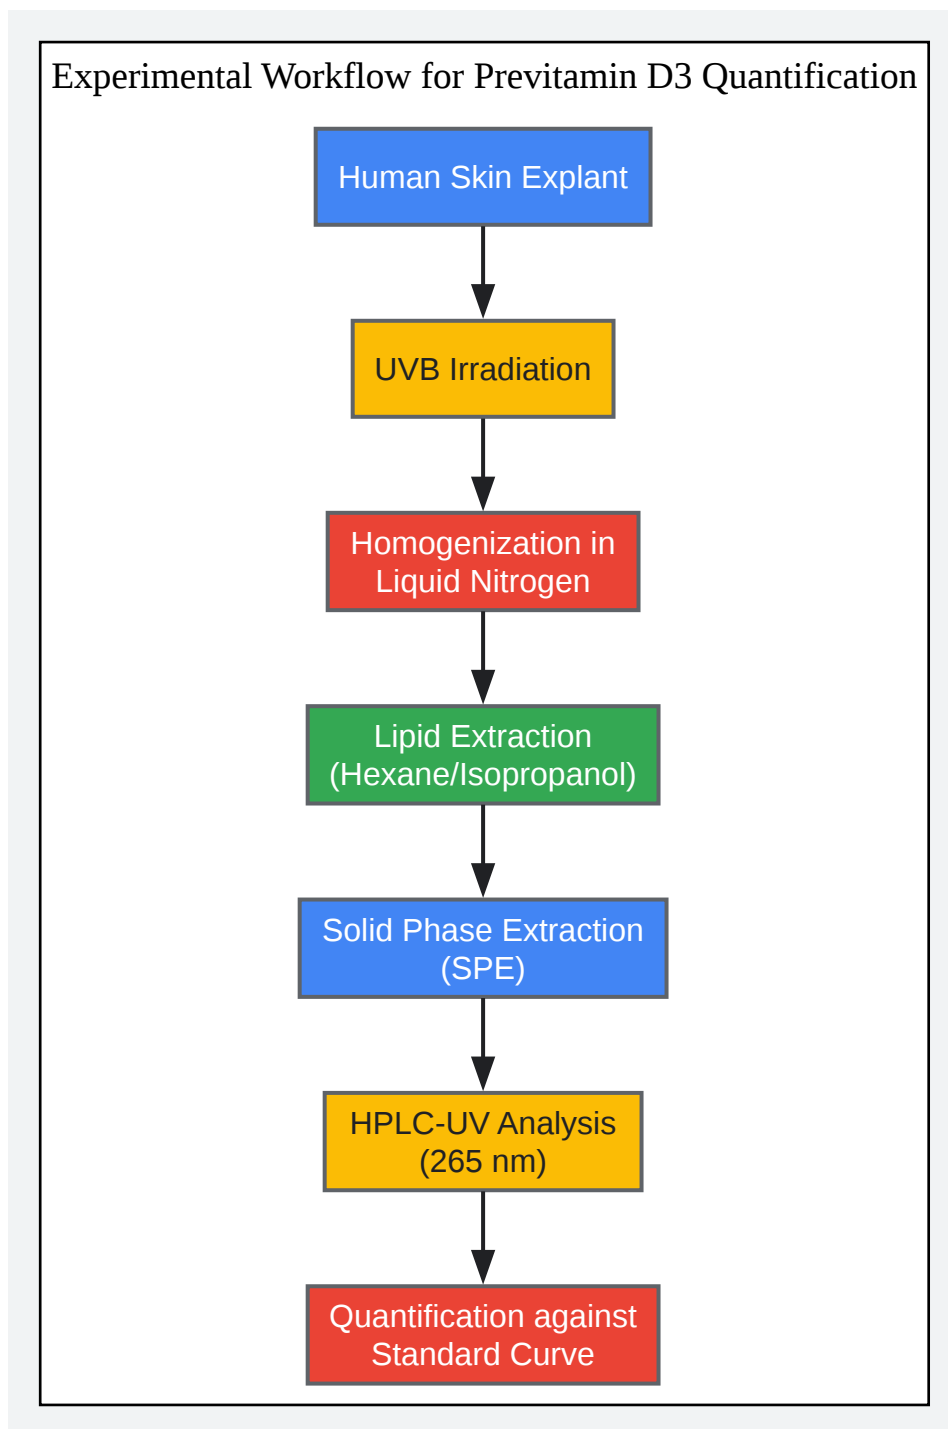 Experimental Workflow for Previtamin D3 Quantification
Human Skin Explant
UVB Irradiation
Homogenization in
Liquid Nitrogen
Lipid Extraction
(Hexane/Isopropanol)
Solid Phase Extraction
(SPE)
HPLC-UV Analysis
(265 nm)
Quantification against
Standard Curve